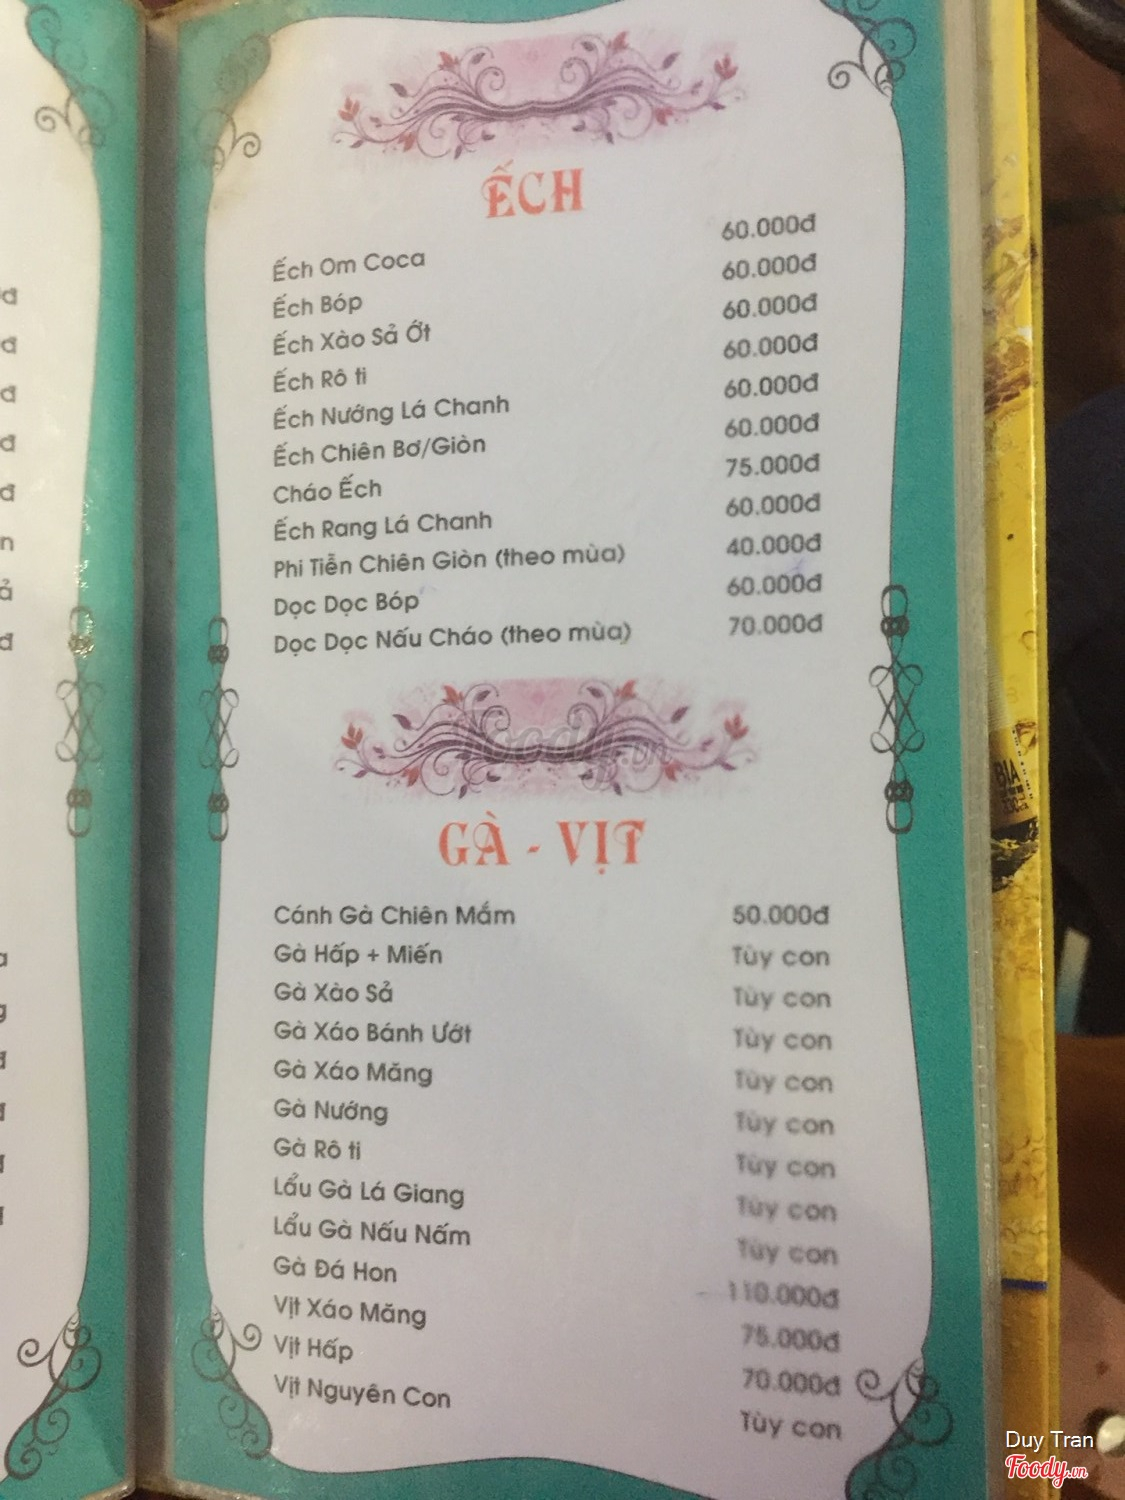 ẾCH
Ếch Om Coca 60.000đ
Ếch Bóp 60.000đ
Ếch Xào Sả Ớt 60.000đ
Ếch Rô ti 60.000đ
Ếch Nướng Lá Chanh 60.000đ
Ếch Chiên Bơ/Giòn 60.000đ
Cháo Ếch 75.000đ
Ếch Rang Lá Chanh 60.000đ
Phi Tiễn Chiên Giòn (theo mùa) 40.000đ
Dọc Dọc Bóp 60.000đ
Dọc Dọc Nấu Cháo (theo mùa) 70.000đ
Foody.vn
GÀ - VỊT
Cánh Gà Chiên Mắm 50.000đ
Gà Hấp + Miến Tùy con
Gà Xào Sả Tùy con
Gà Xáo Bánh Ướt Tùy con
Gà Xáo Măng Tùy con
Gà Nướng Tùy con
Gà Rô ti Tùy con
Lẩu Gà Lá Giang Tùy con
Lẩu Gà Nấu Nấm Tùy con
Gà Đá Hon 110.000đ
Vịt Xáo Măng 75.000đ
Vịt Hấp 70.000đ
Vịt Nguyên Con Tùy con
BIA
Duy Tran
Foody.vn